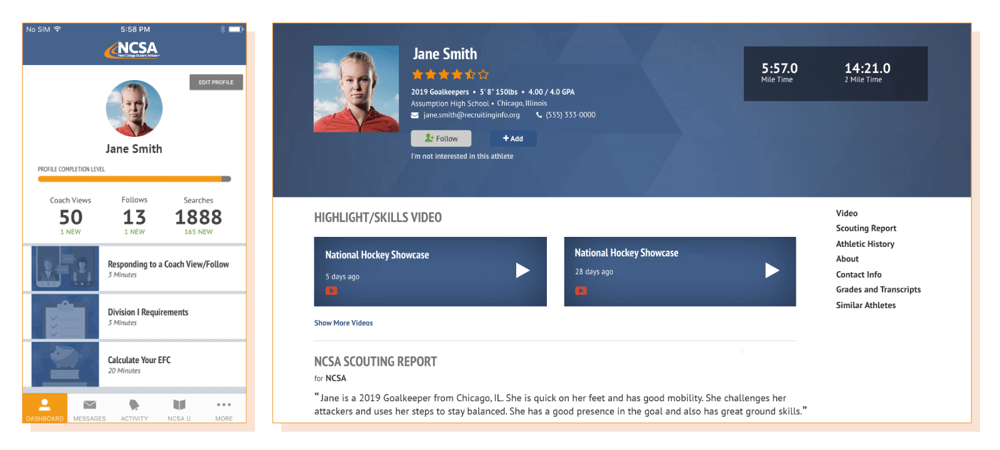 No SIM
5:58 PM
NCSA
Next College Student Athlete
EDIT PROFILE
Jane Smith
PROFILE COMPLETION LEVEL
Coach Views
Follows
Searches
50
13
1888
1 NEW
1 NEW
165 NEW
Responding to a Coach View/Follow
3 Minutes
Division I Requirements
3 Minutes
Calculate Your EFC
20 Minutes
DASHBOARD
MESSAGES
ACTIVITY
NCSA U
MORE
Jane Smith
2019 Goalkeepers • 5' 8" 150lbs • 4.00 / 4.0 GPA
Assumption High School • Chicago, Illinois
jane.smith@recruitinginfo.org (555) 333-0000
Follow
+ Add
I'm not interested in this athlete
5:57.0
Mile Time
14:21.0
2 Mile Time
HIGHLIGHT/SKILLS VIDEO
National Hockey Showcase
5 days ago
National Hockey Showcase
28 days ago
Show More Videos
NCSA SCOUTING REPORT
for NCSA
“Jane is a 2019 Goalkeeper from Chicago, IL. She is quick on her feet and has good mobility. She challenges her
attackers and uses her steps to stay balanced. She has a good presence in the goal and also has great ground skills.”
Video
Scouting Report
Athletic History
About
Contact Info
Grades and Transcripts
Similar Athletes